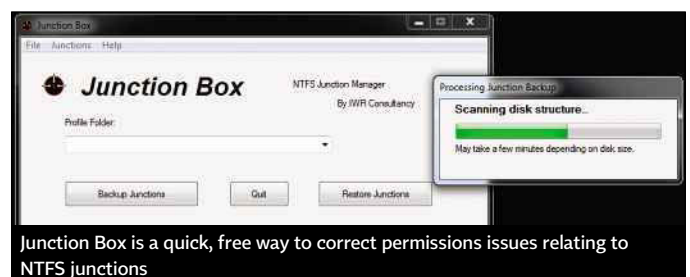 Junction Box
File Junctions Help
Junction Box
NTFS Junction Manager
By IWR Consultancy
Profile Folder:
Backup Junctions
Quit
Restore Junctions
Processing Junction Backup
Scanning disk structure...
May take a few minutes depending on disk size.
Junction Box is a quick, free way to correct permissions issues relating to
NTFS junctions